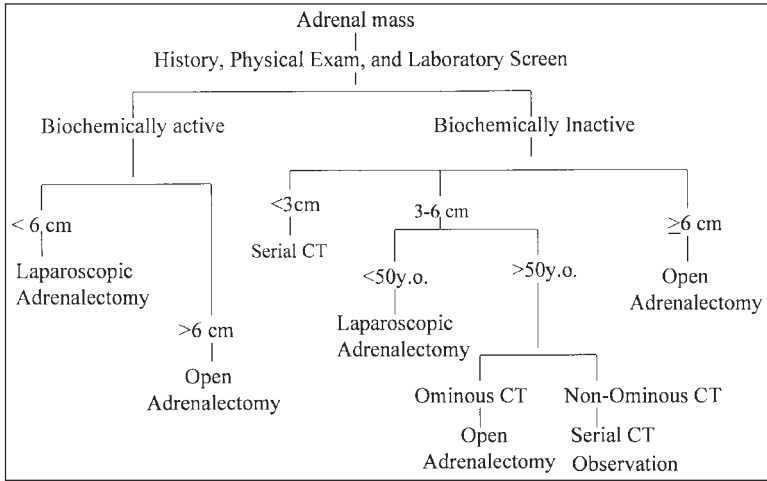 Adrenal mass
History, Physical Exam, and Laboratory Screen
Biochemically active
Biochemically Inactive
< 6 cm
Laparoscopic
Adrenalectomy
>6 cm
Open
Adrenalectomy
<3cm
Serial CT
3-6 cm
<50y.o.
Laparoscopic
Adrenalectomy
>50y.o.
Ominous CT
Open
Adrenalectomy
Non-Ominous CT
Serial CT
Observation
≥6 cm
Open
Adrenalectomy